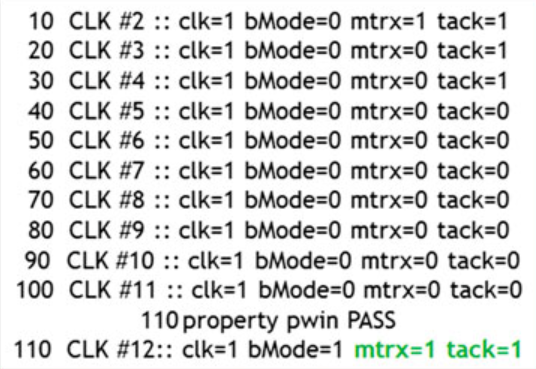 10 CLK #2 :: clk=1 bMode=0 mtrx=1 tack=1
20 CLK #3 :: clk=1 bMode=0 mtrx=0 tack=1
30 CLK #4 :: clk=1 bMode=0 mtrx=0 tack=1
40 CLK #5 :: clk=1 bMode=0 mtrx=0 tack=0
50 CLK #6 :: clk=1 bMode=0 mtrx=0 tack=0
60 CLK #7 :: clk=1 bMode=0 mtrx=0 tack=0
70 CLK #8 :: clk=1 bMode=0 mtrx=0 tack=0
80 CLK #9 :: clk=1 bMode=0 mtrx=0 tack=0
90 CLK #10 :: clk=1 bMode=0 mtrx=0 tack=0
100 CLK #11 :: clk=1 bMode=0 mtrx=0 tack=0
110 property pwin PASS
110 CLK #12:: clk=1 bMode=1 mtrx=1 tack=1